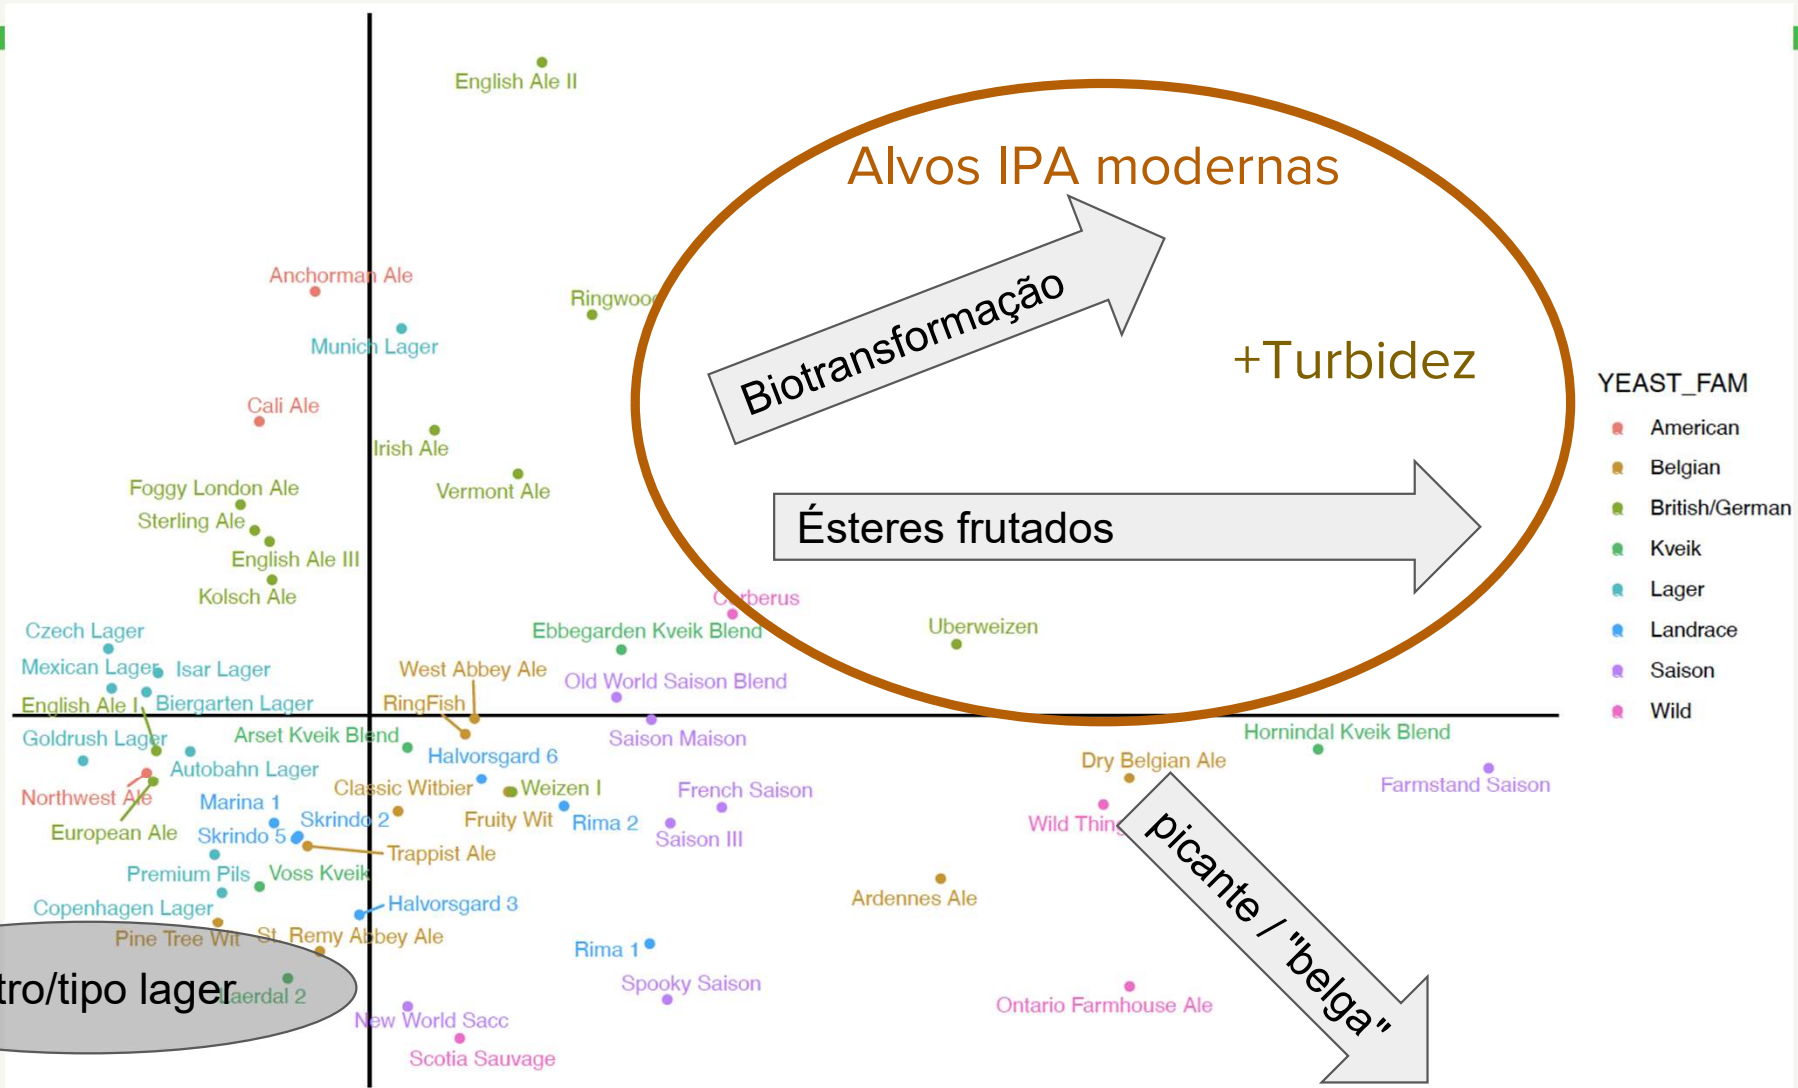 English Ale II
Alvos IPA modernas
Anchorman Ale
Biotransformação
Ringwoo
Munich Lager
+Turbidez
YEAST_FAM
American
Belgian
British/German
Kveik
Lager
Landrace
Saison
Wild
Cali Ale
Irish Ale
Vermont Ale
Foggy London Ale
Sterling Ale
English Ale III
Kolsch Ale
Ésteres frutados
Cerberus
Ebbegarden Kveik Blend
Uberweizen
Czech Lager
Mexican Lager
Isar Lager
West Abbey Ale
Old World Saison Blend
English Ale I
Biergarten Lager
RingFish
Goldrush Lager
Arset Kveik Blend
Saison Maison
Hornindal Kveik Blend
Halvorsgard 6
Autobahn Lager
Dry Belgian Ale
Farmstand Saison
Northwest Ale
Classic Witbier
Weizen I
French Saison
Marina 1
Skrindo 2
Fruity Wit
Rima 2
Wild Thing
European Ale
Skrindo 5
Saison III
Trappist Ale
picante / "belga"
Premium Pils
Voss Kveik
Copenhagen Lager
Halvorsgard 3
Ardennes Ale
Pine Tree Wit
St. Remy Abbey Ale
Rima 1
tro/tipo lager
Laerdal 2
Spooky Saison
New World Sacc
Ontario Farmhouse Ale
Scotia Sauvage